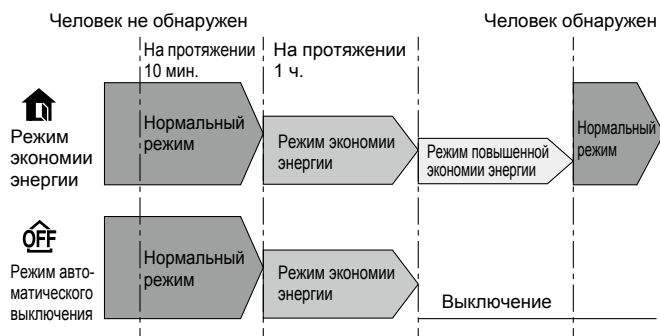 Человек не обнаружен
Человек обнаружен
На протяжении
10 мин.
На протяжении
1 ч.
Режим
экономии
энергии
Нормальный
режим
Режим экономии
энергии
Режим повышенной
экономии энергии
Нормальный
режим
OFF
Режим авто-
матического
выключения
Нормальный
режим
Режим экономии
энергии
Выключение